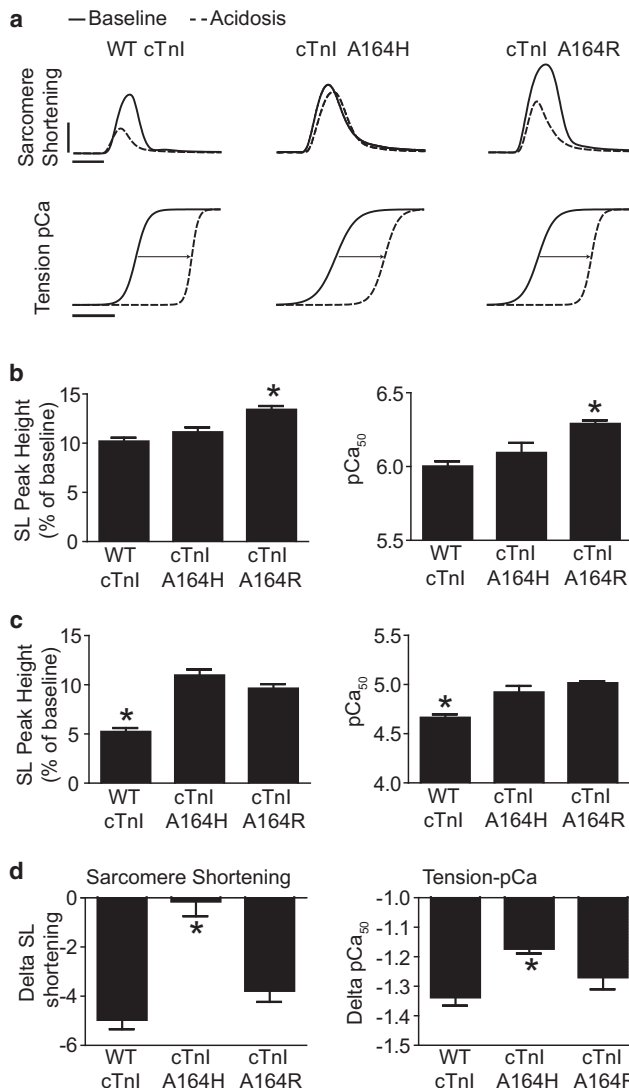 a
Baseline Acidosis
WT cTnI cTnI A164H cTnI A164R
Sarcomere
Shortening
Tension pCa
b
SL Peak Height
(% of baseline)
15
10
5
0
WT
cTnI
cTnI
A164H
cTnI
A164R
*
pCa50
6.5
6.0
5.5
WT
cTnI
cTnI
A164H
cTnI
A164R
*
c
SL Peak Height
(% of baseline)
15
10
5
0
WT
cTnI
cTnI
A164H
cTnI
A164R
*
pCa50
5.0
4.5
4.0
WT
cTnI
cTnI
A164H
cTnI
A164R
*
d
Sarcomere Shortening
Delta SL
shortening
0
-2
-4
-6
WT
cTnI
cTnI
A164H
cTnI
A164R
*
Tension-pCa
Delta pCa50
-1.0
-1.1
-1.2
-1.3
-1.4
-1.5
WT
cTnI
cTnI
A164H
cTnI
A164R
*